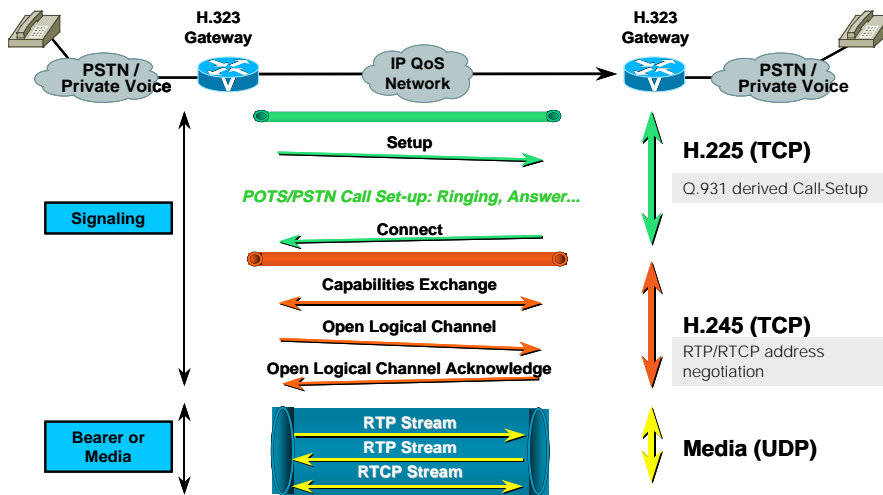 H.323
Gateway
H.323
Gateway
PSTN /
Private Voice
V
IP QoS
Network
V
PSTN /
Private Voice
Setup
H.225 (TCP)
Q.931 derived Call-Setup
POTS/PSTN Call Set-up: Ringing, Answer...
Signaling
Connect
Capabilities Exchange
Open Logical Channel
H.245 (TCP)
RTP/RTCP address
negotiation
Open Logical Channel Acknowledge
Bearer or
Media
RTP Stream
RTP Stream
RTCP Stream
Media (UDP)